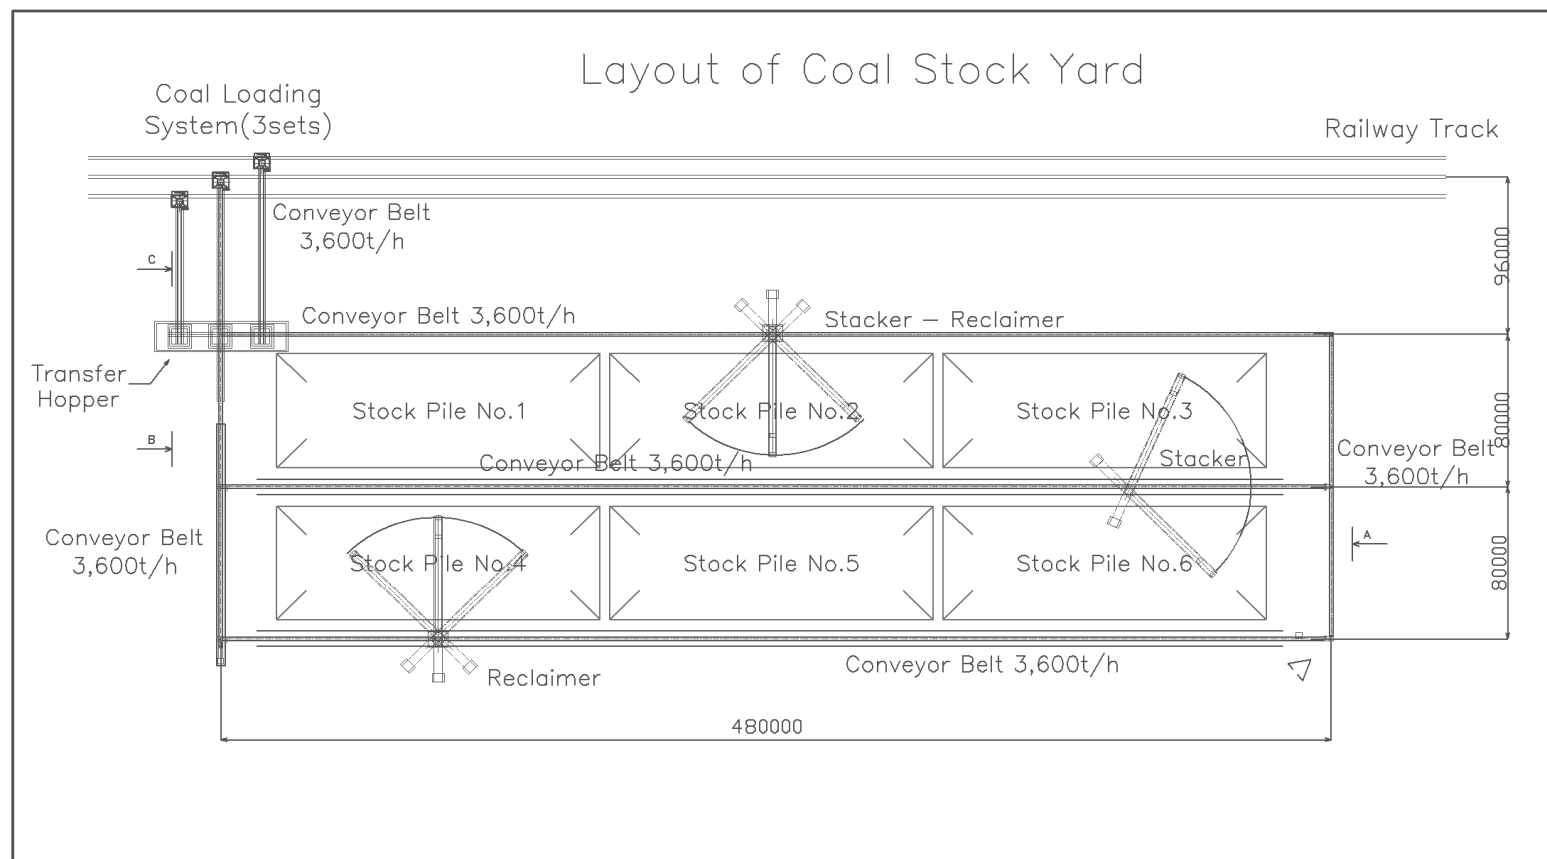 Layout of Coal Stock Yard
Coal Loading
System(3sets)
Railway Track
Conveyor Belt
3,600t/h
96000
C
Conveyor Belt 3,600t/h
Stacker - Reclaimer
Transfer
Hopper
Stock Pile No.1
Stock Pile No.2
Stock Pile No.3
80000
B
Conveyor Belt 3,600t/h
Stacker
Conveyor Belt
3,600t/h
Conveyor Belt
3,600t/h
A
Stock Pile No.4
Stock Pile No.5
Stock Pile No.6
80000
Conveyor Belt 3,600t/h
Reclaimer
480000